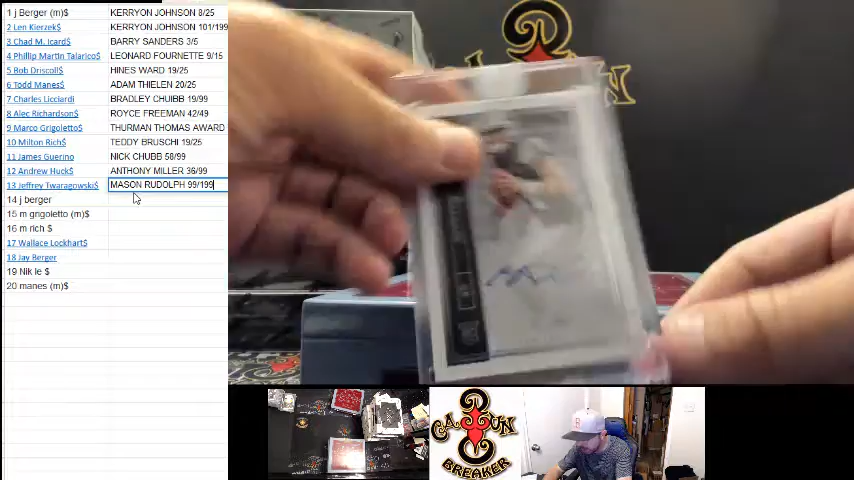 1 j Berger (m)$ KERRYON JOHNSON 8/25
2 Len Kierzek$ KERRYON JOHNSON 101/199
3 Chad M. Icard$ BARRY SANDERS 3/5
4 Phillip Martin Talarico$ LEONARD FOURNETTE 9/15
5 Bob Driscoll$ HINES WARD 19/25
6 Todd Manes$ ADAM THIELEN 20/25
7 Charles Licciardi BRADLEY CHUIBB 19/99
8 Alec Richardson$ ROYCE FREEMAN 42/49
9 Marco Grigoletto$ THURMAN THOMAS AWARD
10 Milton Rich$ TEDDY BRUSCHI 19/25
11 James Guerino NICK CHUBB 58/99
12 Andrew Huck$ ANTHONY MILLER 36/99
13 Jeffrey Twaragowski$ MASON RUDOLPH 99/199
14 j berger
15 m grigoletto (m)$
16 m rich $
17 Wallace Lockhart$
18 Jay Berger
19 Nik le $
20 manes (m)$
CAJUN
BREAKER